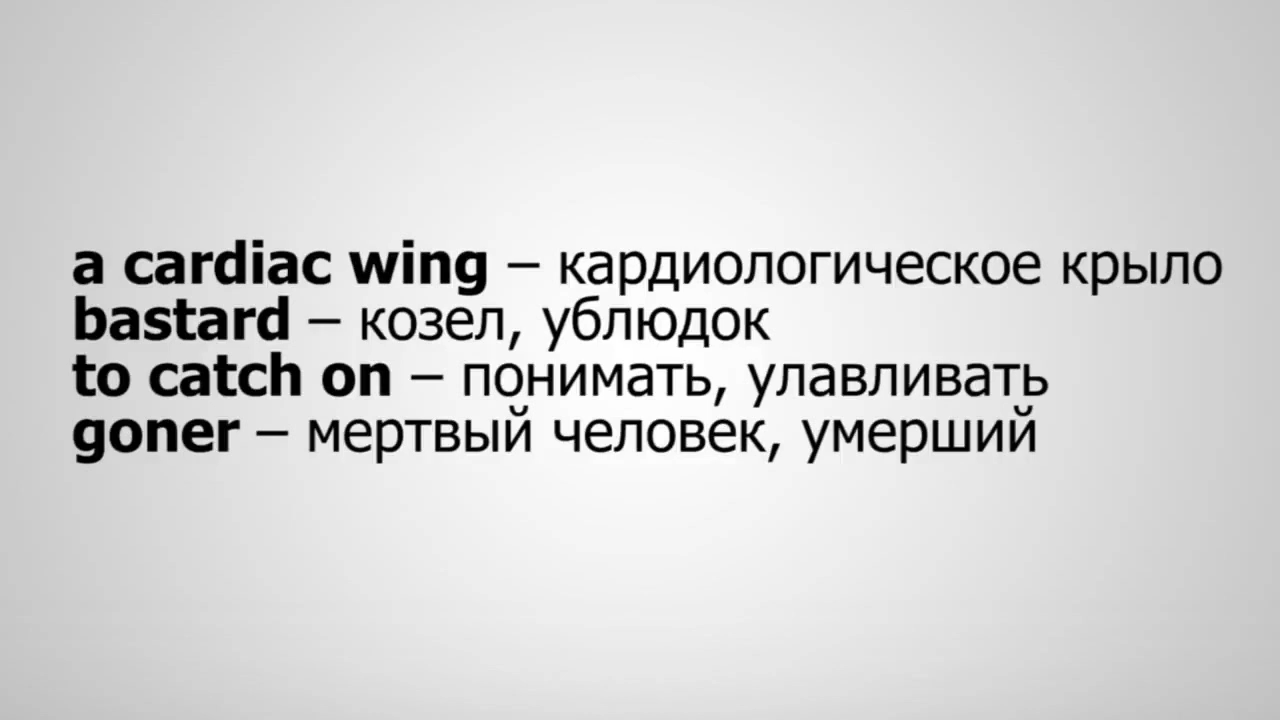 a cardiac wing – кардиологическое крыло
bastard – козел, ублюдок
to catch on – понимать, улавливать
goner – мертвый человек, умерший